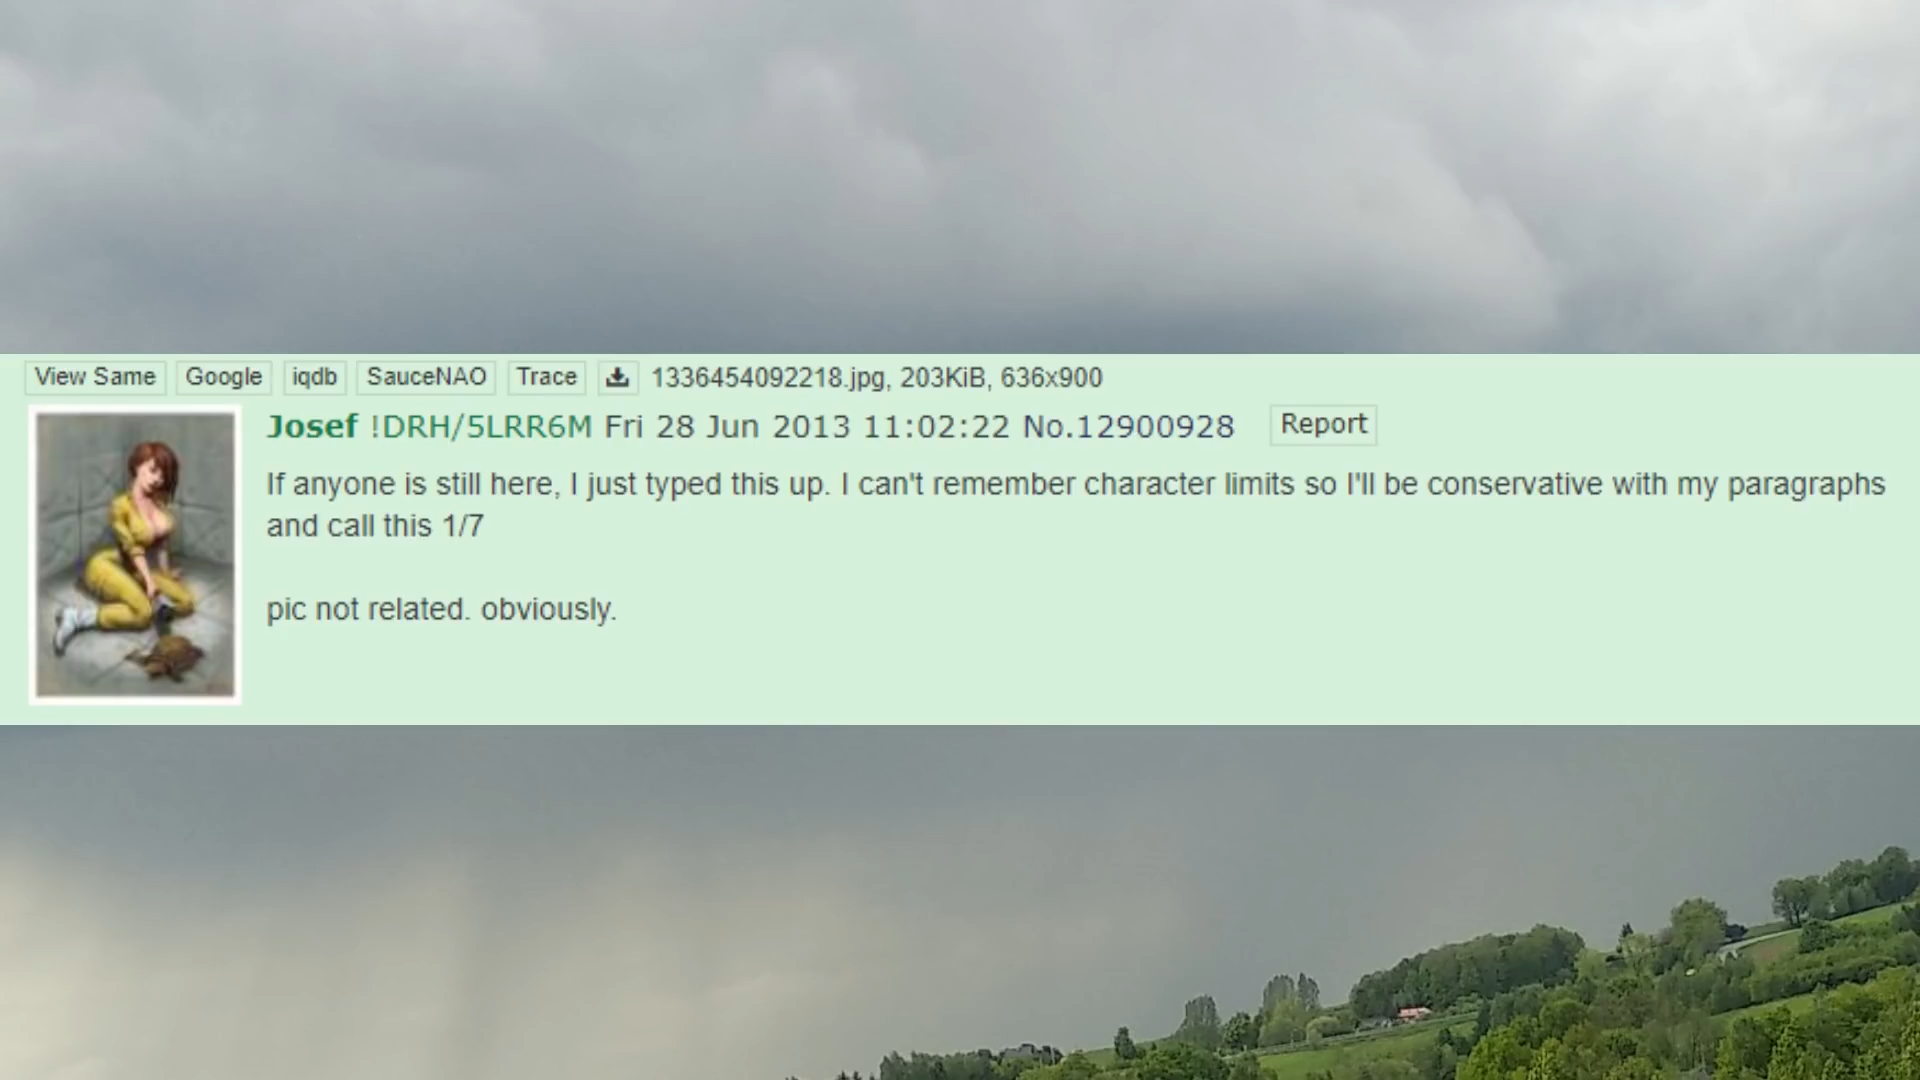 View Same Google iqdb SauceNAO Trace 1336454092218.jpg, 203KiB, 636x900
Josef !DRH/5LRR6M Fri 28 Jun 2013 11:02:22 No.12900928 Report
If anyone is still here, I just typed this up. I can't remember character limits so I'll be conservative with my paragraphs
and call this 1/7
pic not related. obviously.